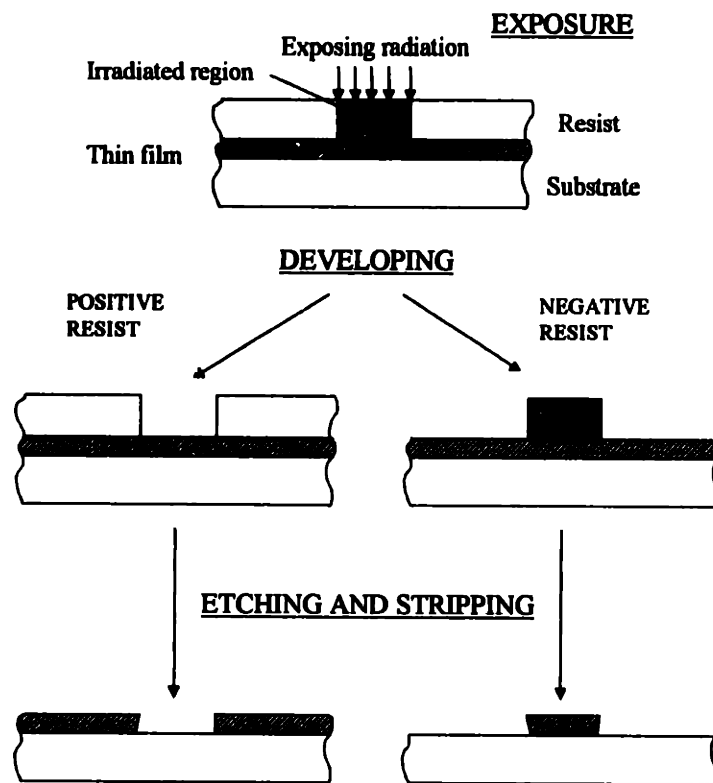 EXPOSURE
Exposing radiation
Irradiated region
Resist
Thin film
Substrate
DEVELOPING
POSITIVE
RESIST
NEGATIVE
RESIST
ETCHING AND STRIPPING